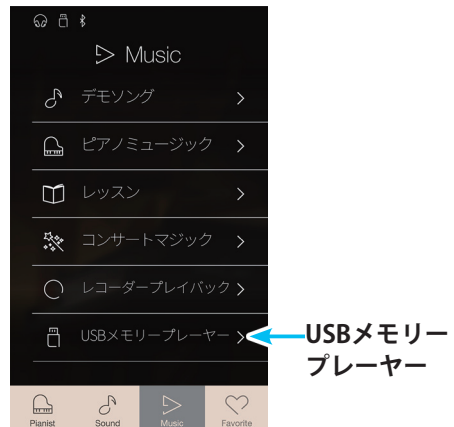 Music
デモソング
ピアノミュージック
レッスン
コンサートマジック
レコーダープレイバック
USBメモリープレーヤー
USBメモリー
プレーヤー
Pianist Sound Music Favorite